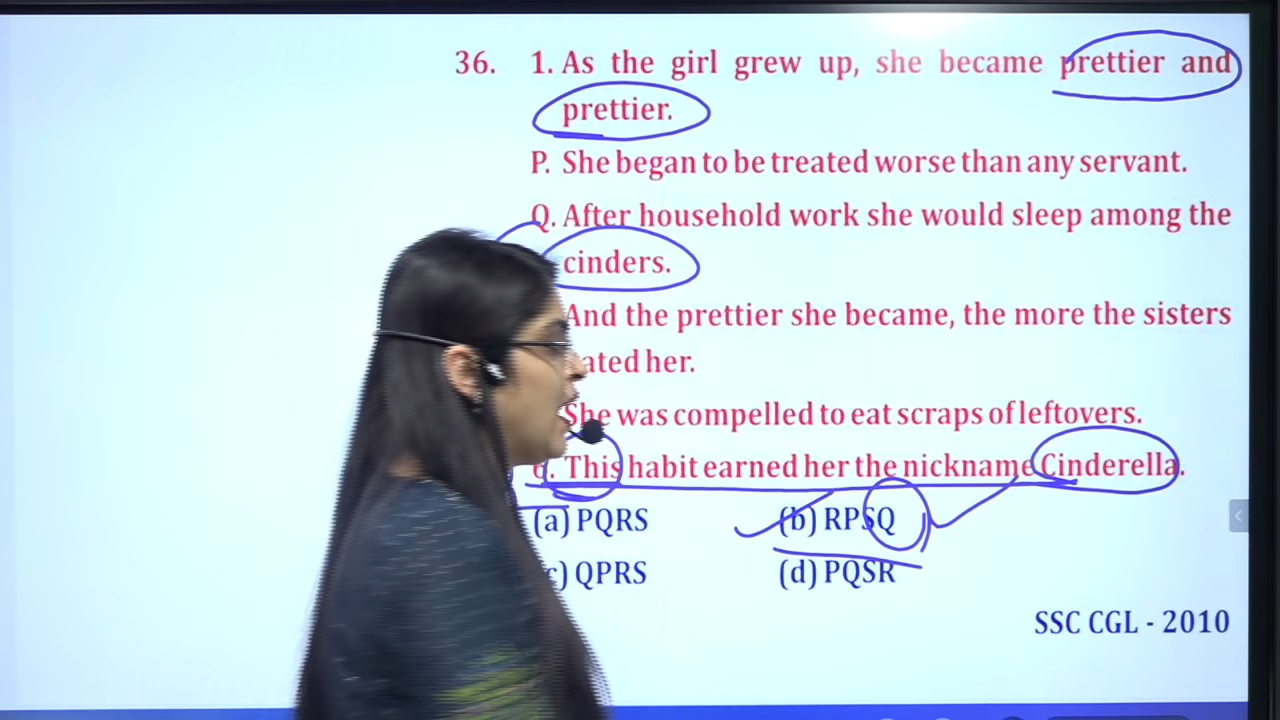 36. 1. As the girl grew up, she became prettier and
prettier.
P. She began to be treated worse than any servant.
Q. After household work she would sleep among the
cinders.
And the prettier she became, the more the sisters
her.
She was compelled to eat scraps of leftovers.
6. This habit earned her the nickname Cinderella.
(a) PQRS (b) RPSQ
c) QPRS (d) PQSR
SSC CGL - 2010